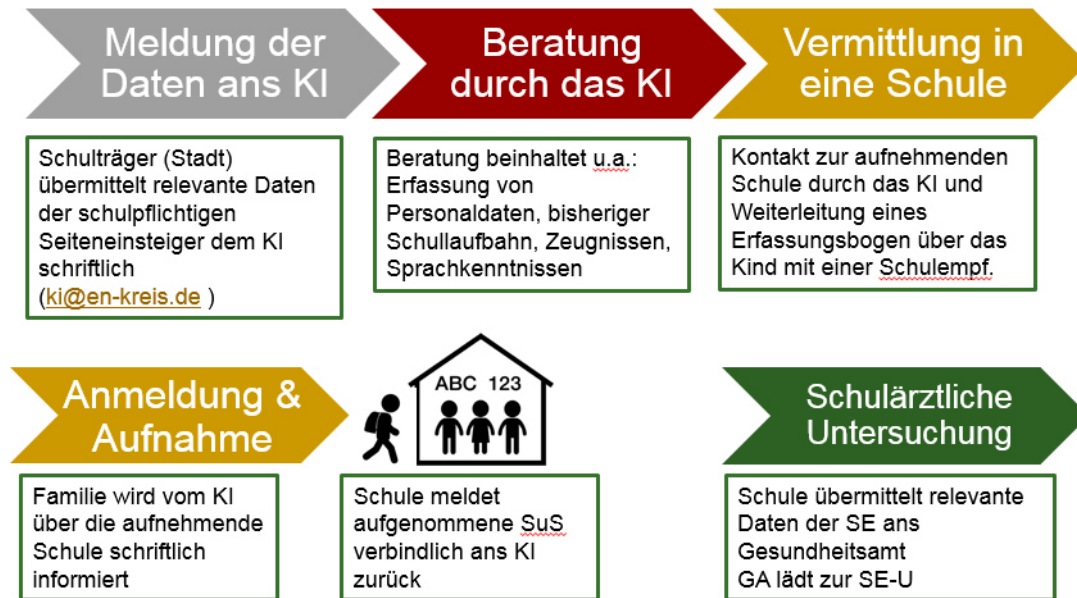 Meldung der
Daten ans KI
Beratung
durch das KI
Vermittlung in
eine Schule
Schulträger (Stadt)
übermittelt relevante Daten
der schulpflichtigen
Seiteneinsteiger dem KI
schriftlich
(ki@en-kreis.de )
Beratung beinhaltet u.a.:
Erfassung von
Personaldaten, bisheriger
Schullaufbahn, Zeugnissen,
Sprachkenntnissen
Kontakt zur aufnehmenden
Schule durch das KI und
Weiterleitung eines
Erfassungsbogen über das
Kind mit einer Schulempf.
Anmeldung &
Aufnahme
ABC 123
Schulärztliche
Untersuchung
Familie wird vom KI
über die aufnehmende
Schule schriftlich
informiert
Schule meldet
aufgenommene SuS
verbindlich ans KI
zurück
Schule übermittelt relevante
Daten der SE ans
Gesundheitsamt
GA lädt zur SE-U